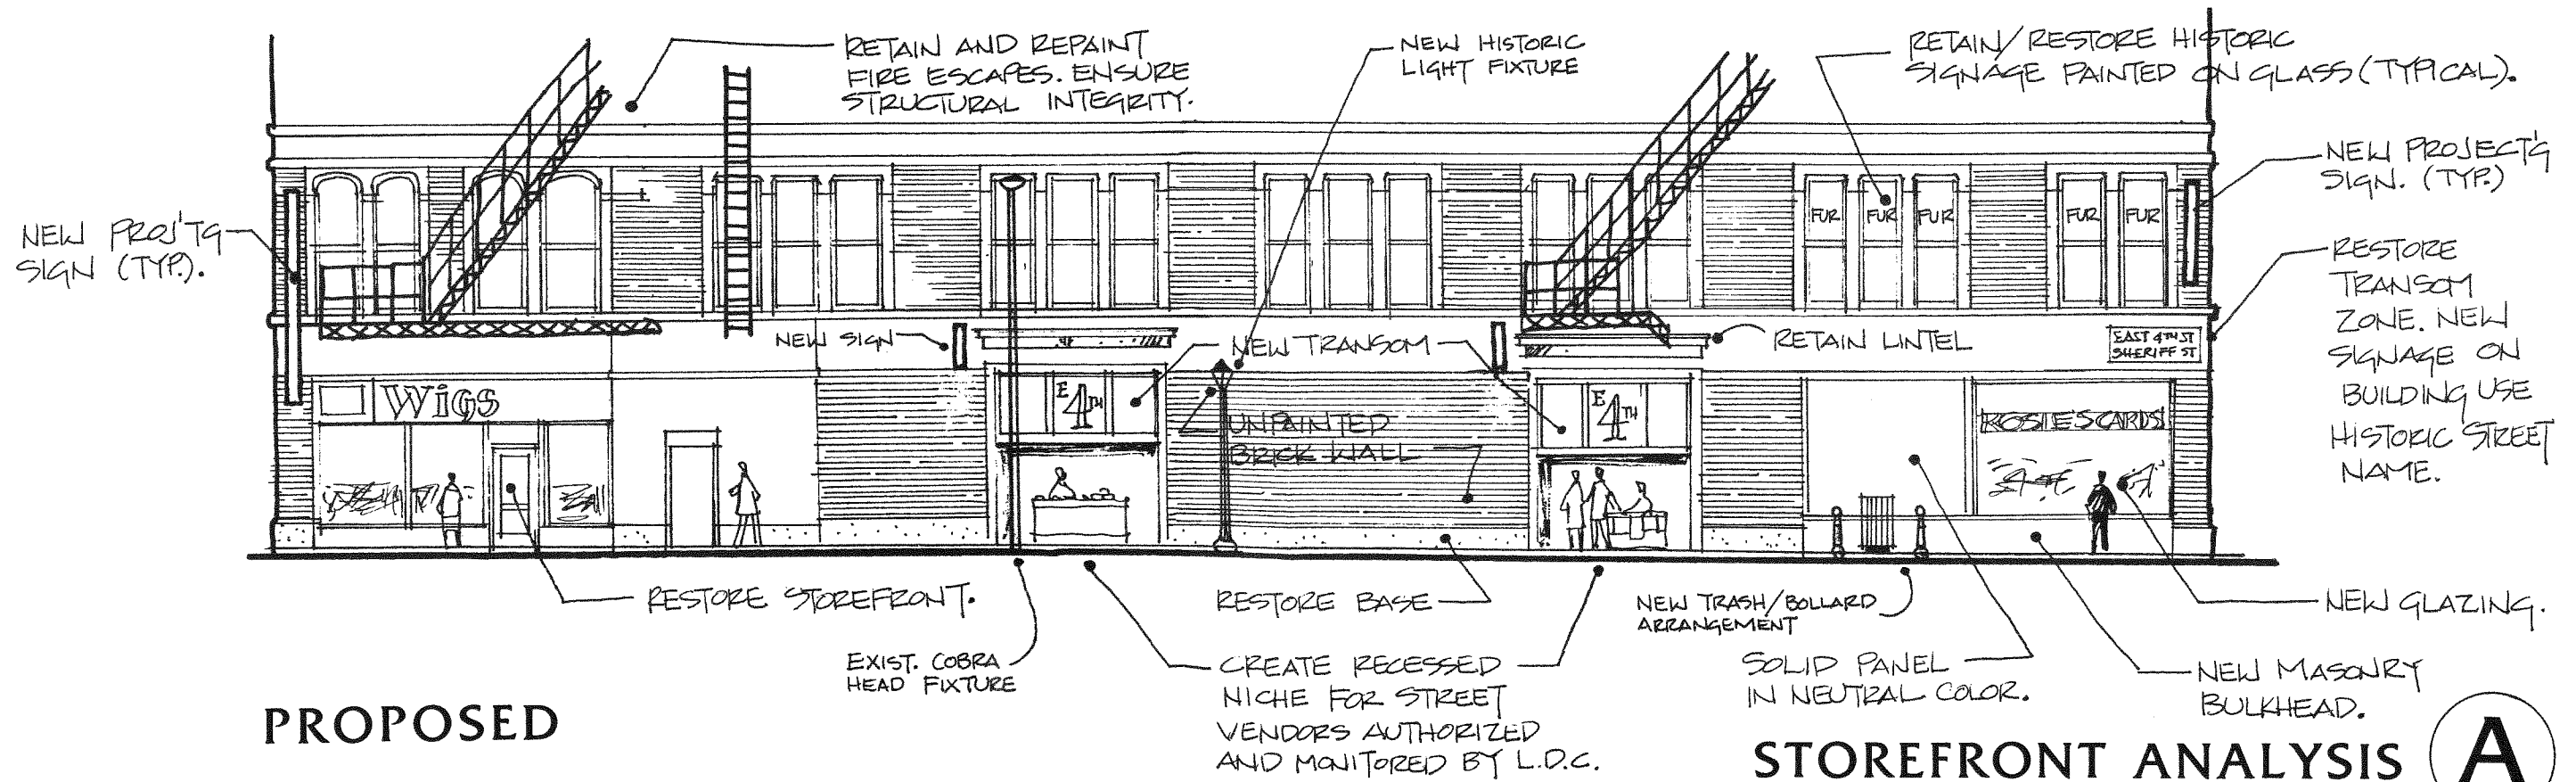 RETAIN AND REPAINT
FIRE ESCAPES. ENSURE
STRUCTURAL INTEGRITY.
NEW HISTORIC
LIGHT FIXTURE
RETAIN/RESTORE HISTORIC
SIGNAGE PAINTED ON GLASS (TYPICAL).
NEW PROJECT'G
SIGN. (TYP.)
NEW PROJ'TG
SIGN (TYP.).
FUR
FUR
FUR
FUR
FUR
RESTORE
TRANSOM
ZONE. NEW
SIGNAGE ON
BUILDING USE
HISTORIC STREET
NAME.
NEW SIGN
NEW TRANSOM
RETAIN LINTEL
EAST 4TH ST
SHERIFF ST
WiGS
E 4TH
E 4TH
UNPAINTED
BRICK WALL
ROSIES CARDS
RESTORE STOREFRONT.
RESTORE BASE
NEW TRASH/BOLLARD
ARRANGEMENT
NEW GLAZING.
EXIST. COBRA
HEAD FIXTURE
CREATE RECESSED
NICHE FOR STREET
VENDORS AUTHORIZED
AND MONITORED BY L.D.C.
SOLID PANEL
IN NEUTRAL COLOR.
NEW MASONRY
BULKHEAD.
PROPOSED
STOREFRONT ANALYSIS
A